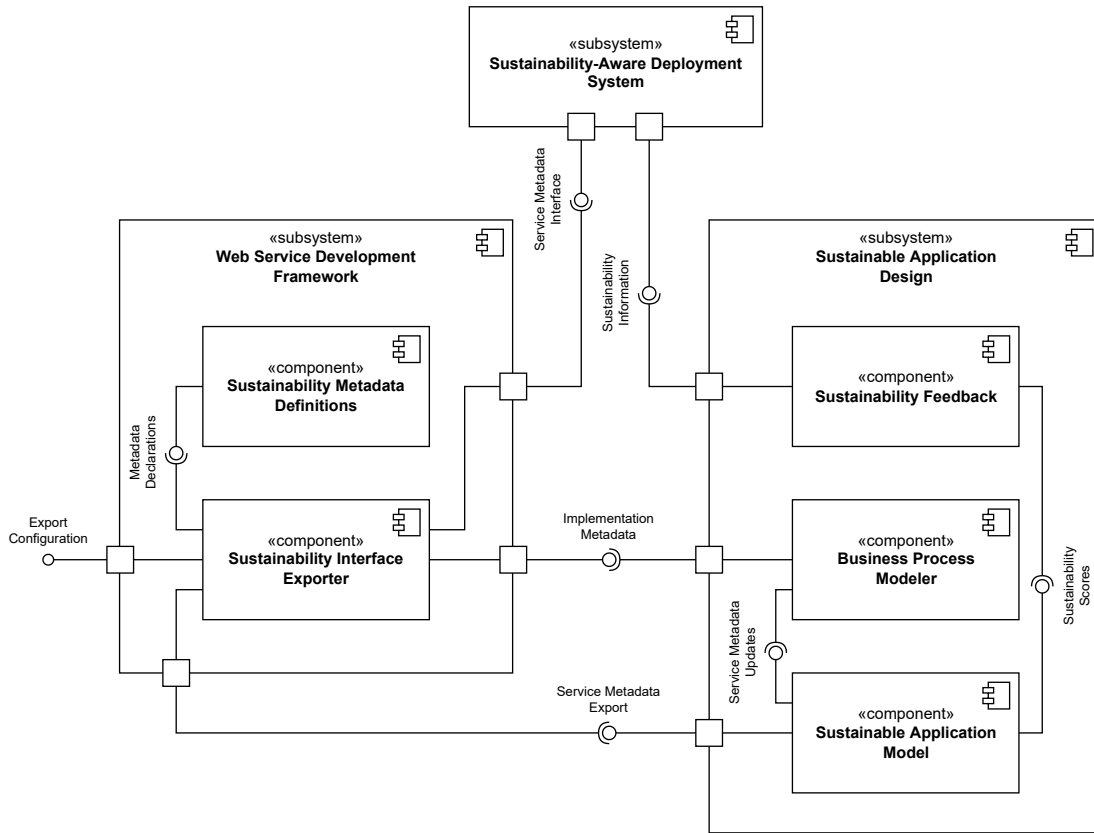 «subsystem»
Sustainability-Aware Deployment
System
Service Metadata
Interface
Sustainability
Information
«subsystem»
Web Service Development
Framework
«component»
Sustainability Metadada
Definitions
Metadata
Declarations
Export
Configuration
«component»
Sustainability Interface
Exporter
Implementation
Metadata
Service Metadata
Export
«subsystem»
Sustainable Application
Design
«component»
Sustainability Feedback
«component»
Business Process
Modeler
Sustainability
Scores
Service Metadata
Updates
«component»
Sustainable Application
Model